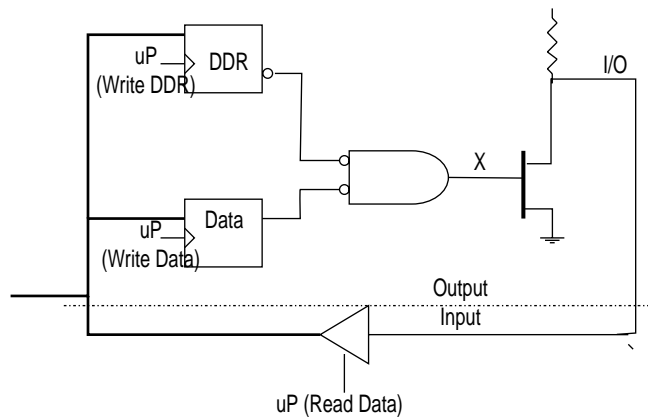 uP
(Write DDR)
DDR
I/O
X
uP
(Write Data)
Data
Output
Input
uP (Read Data)